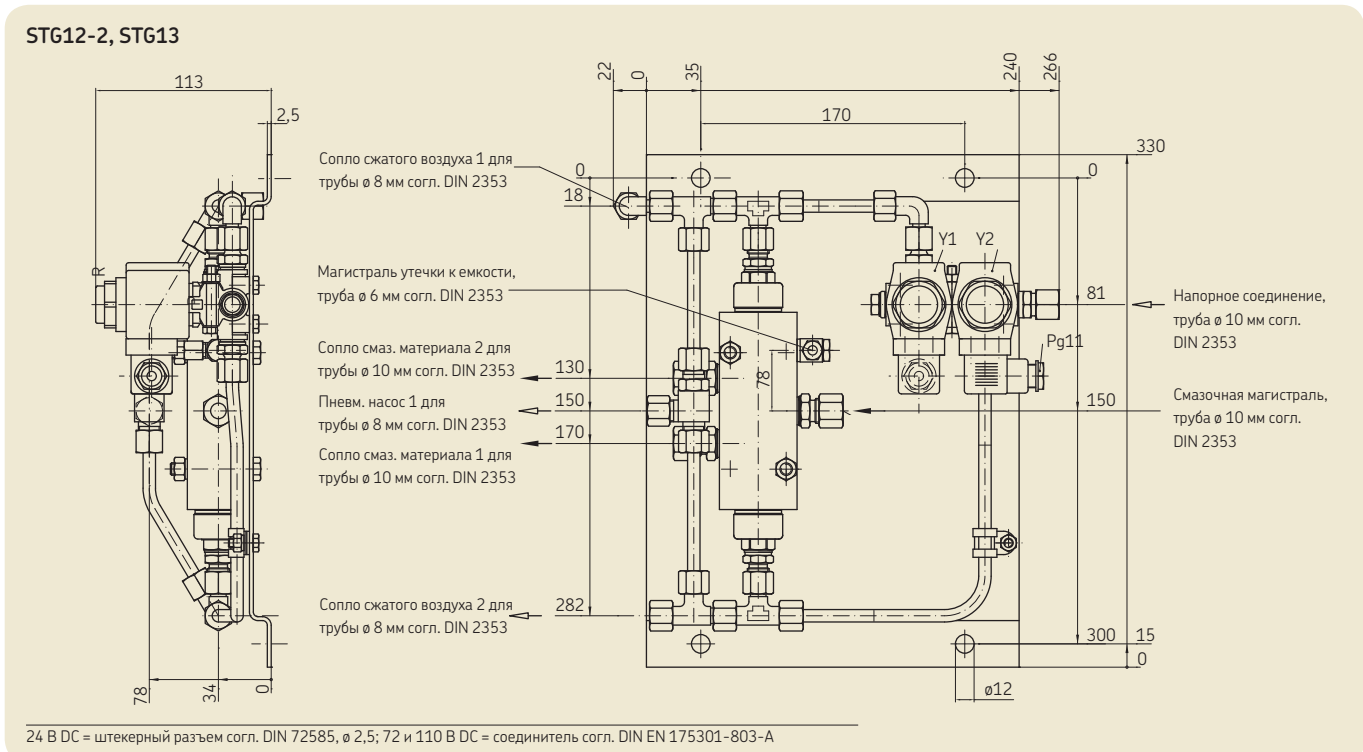 STG12-2, STG13
113
2,5
22
0
35
240
266
170
330
Сопло сжатого воздуха 1 для
трубы ø 8 мм согл. DIN 2353
0
18
0
R
Y1
Y2
Магистраль утечки к емкости,
труба ø 6 мм согл. DIN 2353
81
Напорное соединение,
труба ø 10 мм согл.
DIN 2353
Pg11
Сопло смаз. материала 2 для
трубы ø 10 мм согл. DIN 2353
130
78
Пневм. насос 1 для
трубы ø 8 мм согл. DIN 2353
150
150
Смазочная магистраль,
труба ø 10 мм согл.
DIN 2353
170
Сопло смаз. материала 1 для
трубы ø 10 мм согл. DIN 2353
Сопло сжатого воздуха 2 для
трубы ø 8 мм согл. DIN 2353
282
300
15
0
78
34
0
ø12
24 В DC = штекерный разъем согл. DIN 72585, ø 2,5; 72 и 110 В DC = соединитель согл. DIN EN 175301-803-A